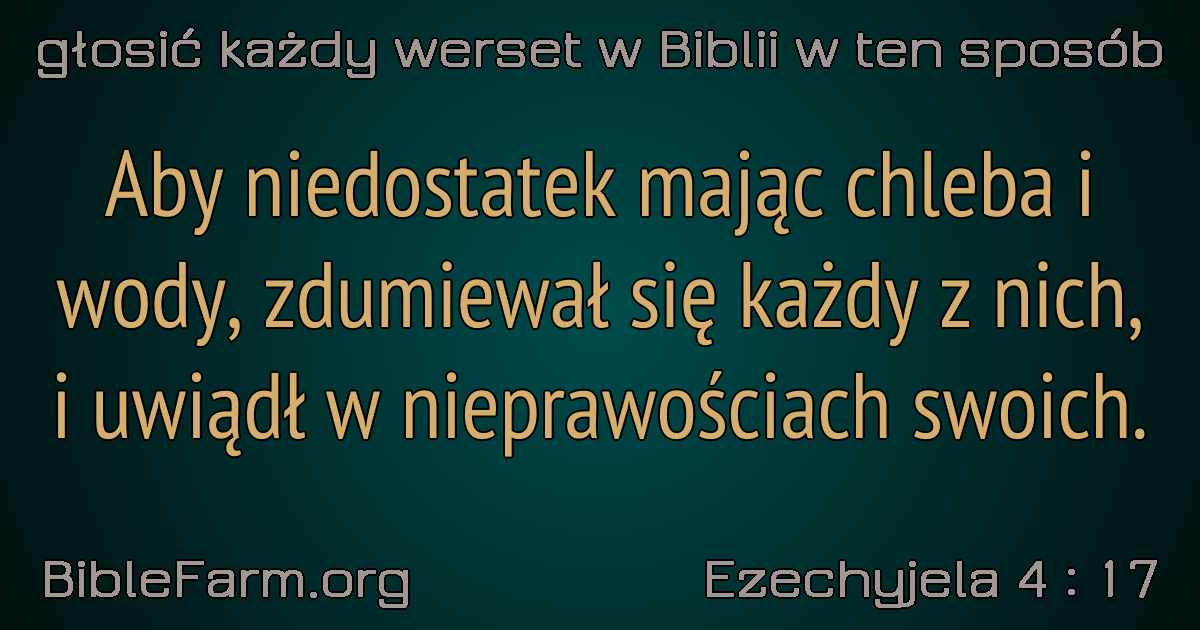 głosić każdy werset w Biblii w ten sposób
Aby niedostatek mając chleba i
wody, zdumiewał się każdy z nich,
i uwiądł w nieprawościach swoich.
BibleFarm.org
Ezechyjela 4 : 17